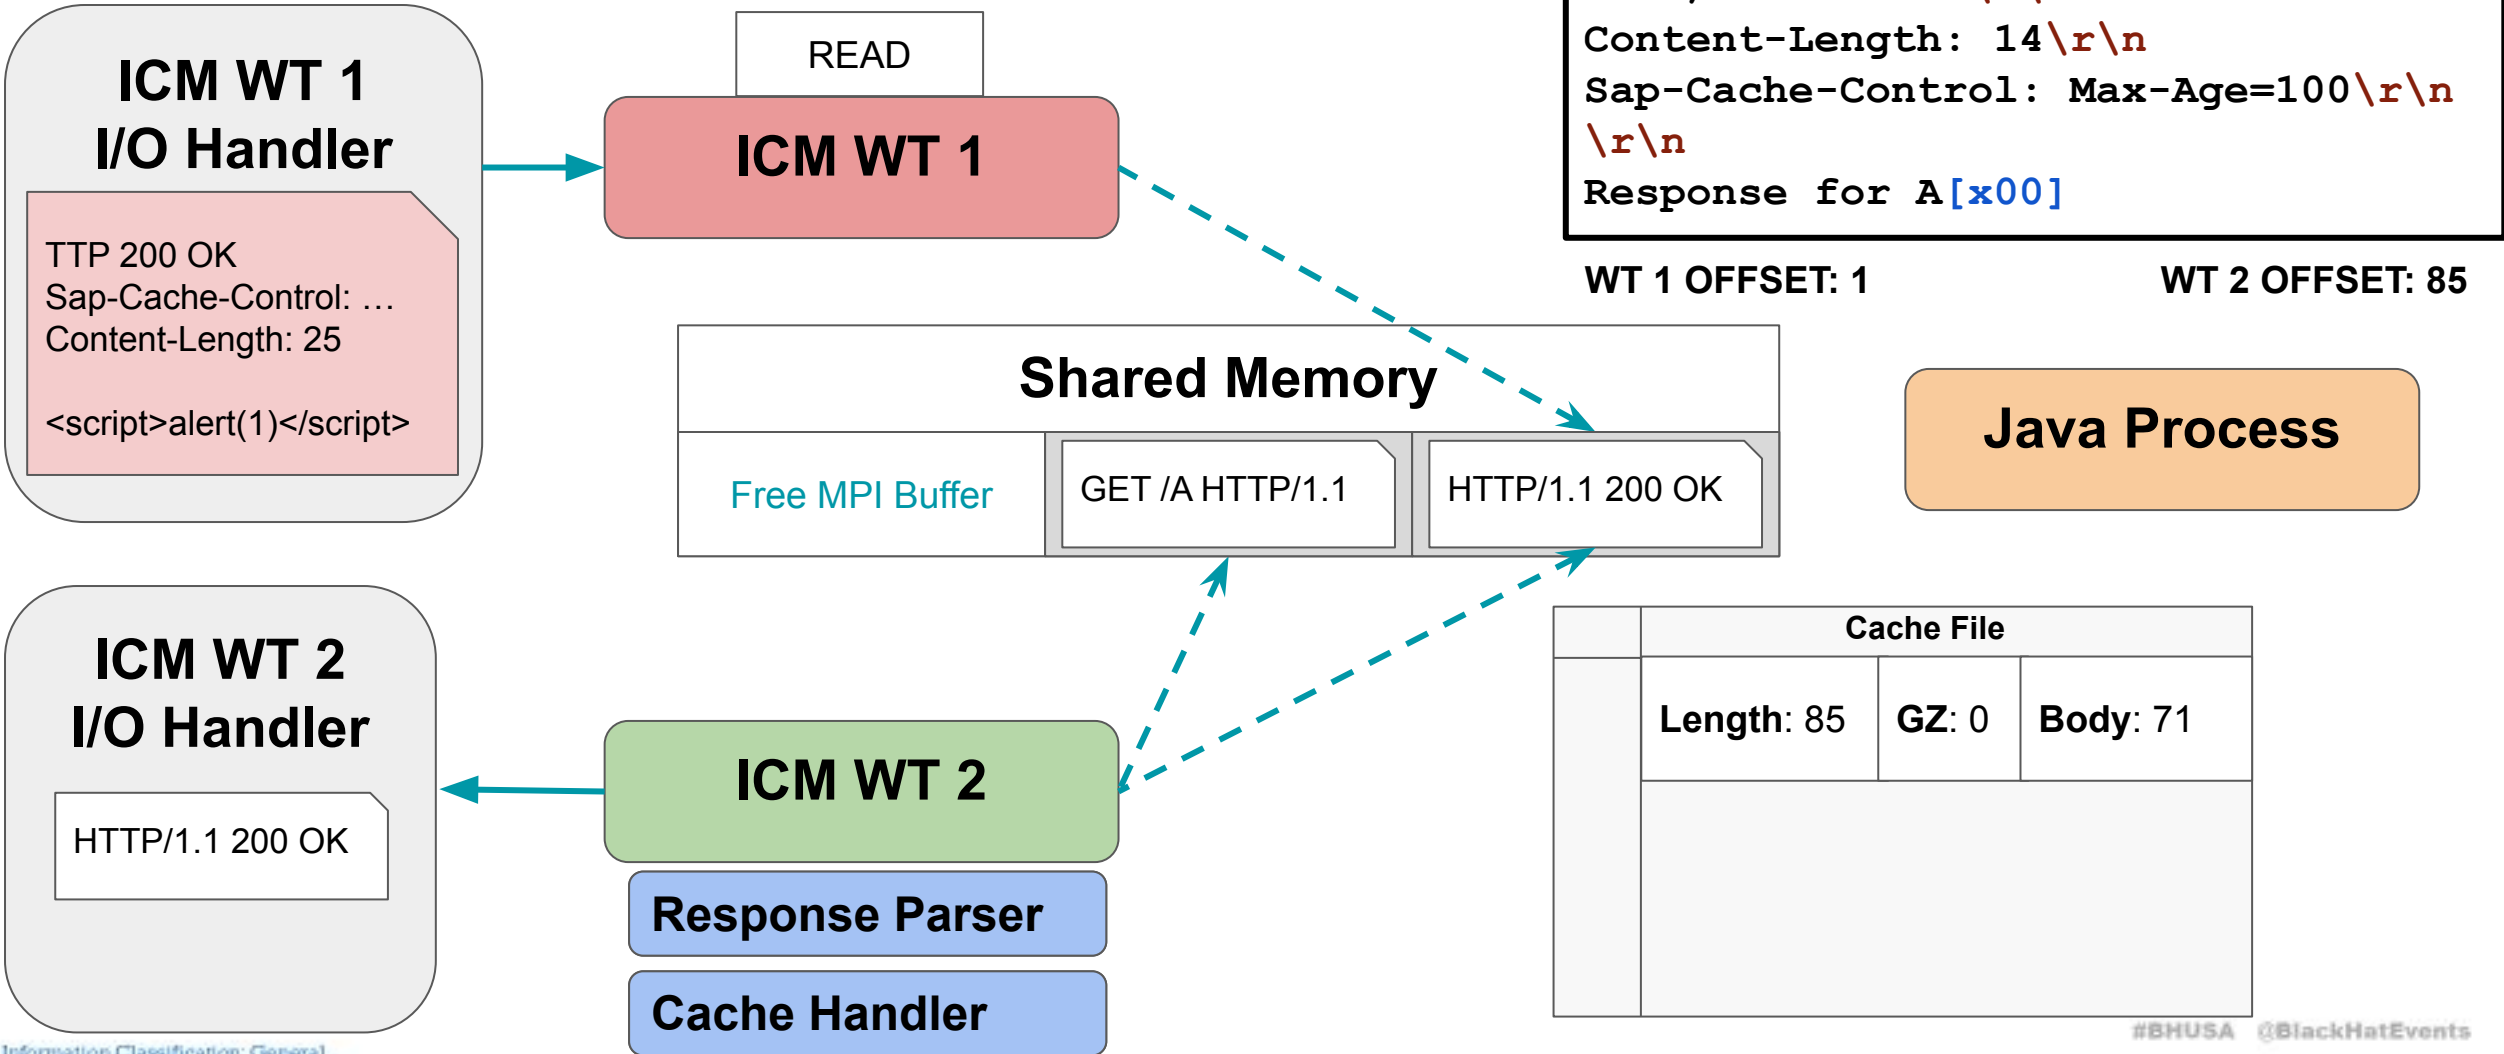 ICM WT 1
I/O Handler
TTP 200 OK
Sap-Cache-Control: …
Content-Length: 25
<script>alert(1)</script>
READ
ICM WT 1
Content-Length: 14\r\n
Sap-Cache-Control: Max-Age=100\r\n
\r\n
Response for A[x00]
WT 1 OFFSET: 1
WT 2 OFFSET: 85
Shared Memory
Free MPI Buffer
GET /A HTTP/1.1
HTTP/1.1 200 OK
Java Process
ICM WT 2
I/O Handler
HTTP/1.1 200 OK
ICM WT 2
Response Parser
Cache Handler
Cache File
Length: 85
GZ: 0
Body: 71
#BHUSA @BlackHatEvents
Information Classification: General